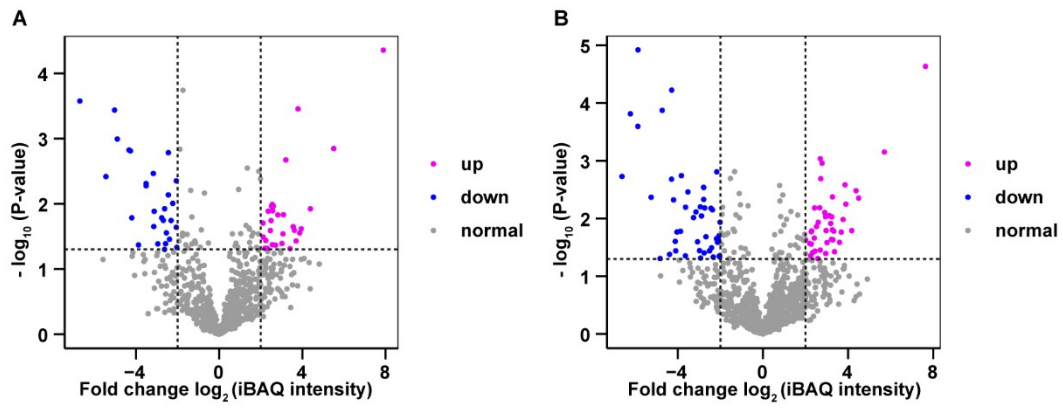 A
- log₁₀ (P-value)
4
3
2
1
0
−4 0 4 8
Fold change log₂ (iBAQ intensity)
up
down
normal
B
- log₁₀ (P-value)
5
4
3
2
1
0
−4 0 4 8
Fold change log₂ (iBAQ intensity)
up
down
normal